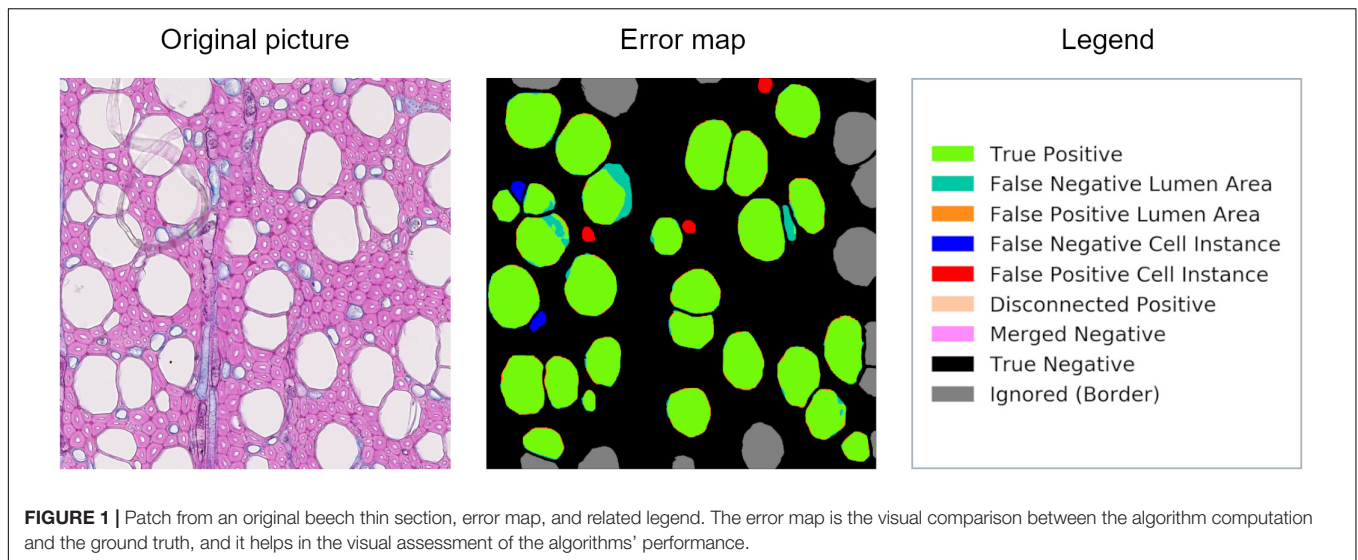 Original picture
Error map
Legend
True Positive
False Negative Lumen Area
False Positive Lumen Area
False Negative Cell Instance
False Positive Cell Instance
Disconnected Positive
Merged Negative
True Negative
Ignored (Border)
FIGURE 1 | Patch from an original beech thin section, error map, and related legend. The error map is the visual comparison between the algorithm computation
and the ground truth, and it helps in the visual assessment of the algorithms’ performance.